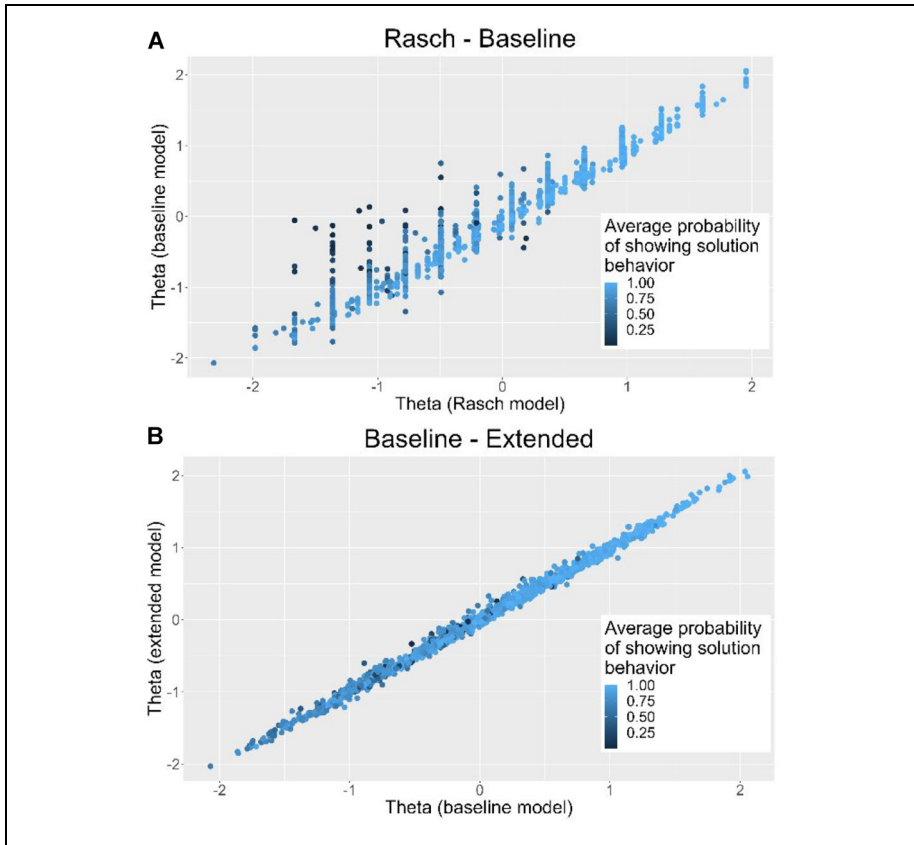 A
Rasch - Baseline
Theta (baseline model)
2
1
0
-1
-2
Average probability
of showing solution
behavior
1.00
0.75
0.50
0.25
-2
-1
0
1
2
Theta (Rasch model)
B
Baseline - Extended
Theta (extended model)
2
1
0
-1
-2
Average probability
of showing solution
behavior
1.00
0.75
0.50
0.25
-2
-1
0
1
2
Theta (baseline model)